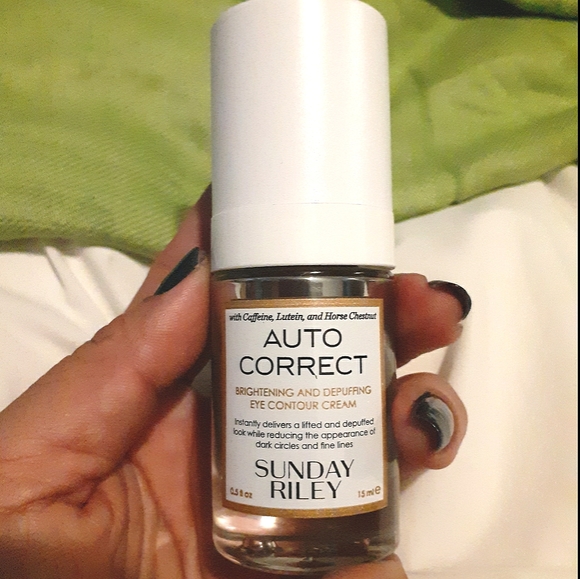 with Caffeine, Lutein, and Horse Chestnut
AUTO
CORRECT
BRIGHTENING AND DEPUFFING
EYE CONTOUR CREAM
Instantly delivers a lifted and depuffed
look while reducing the appearance of
dark circles and fine lines
SUNDAY
RILEY
0.5 fl oz 15 ml e